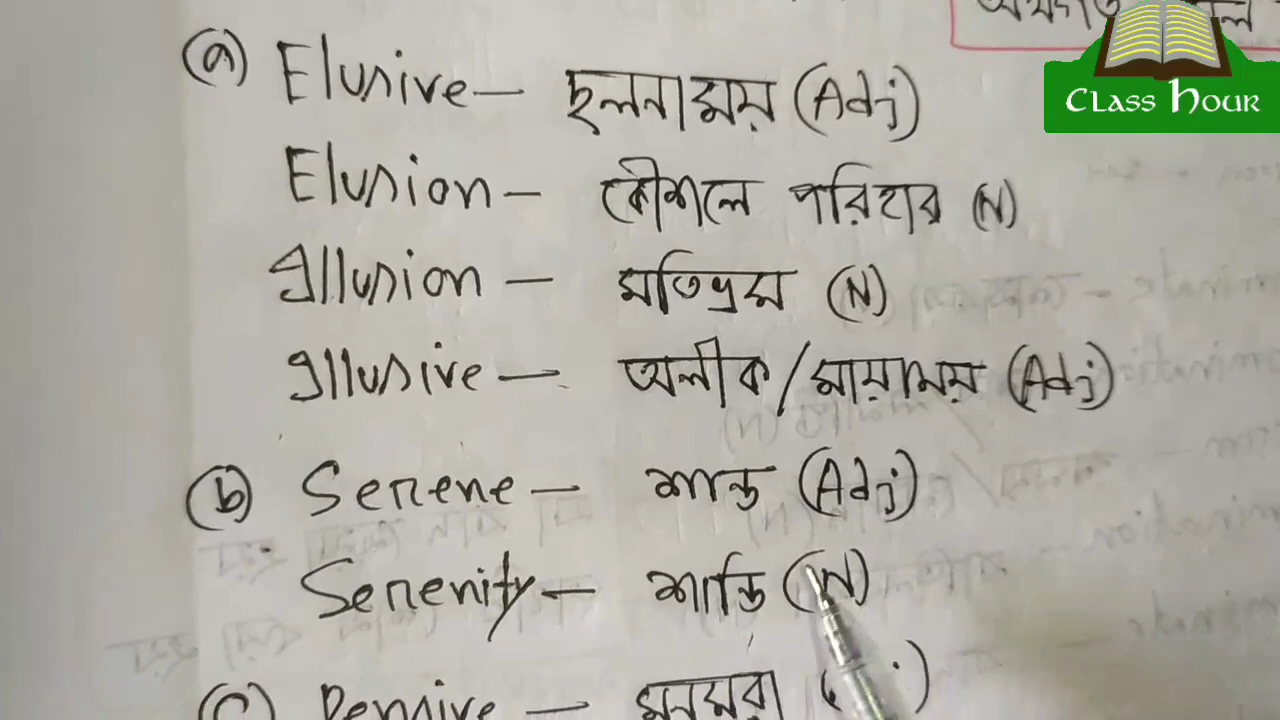 (a) Elusive — ছলনাময় (Adj)
Elusion — কৌশলে পরিহার (N)
Illusion — মতিভ্রম (N)
Illusive — অলীক/মায়াময় (Adj)
(b) Serene — শান্ত (Adj)
Serenity — শান্তি (N)
(c) Pensive — মনমরা
CLASS HOUR